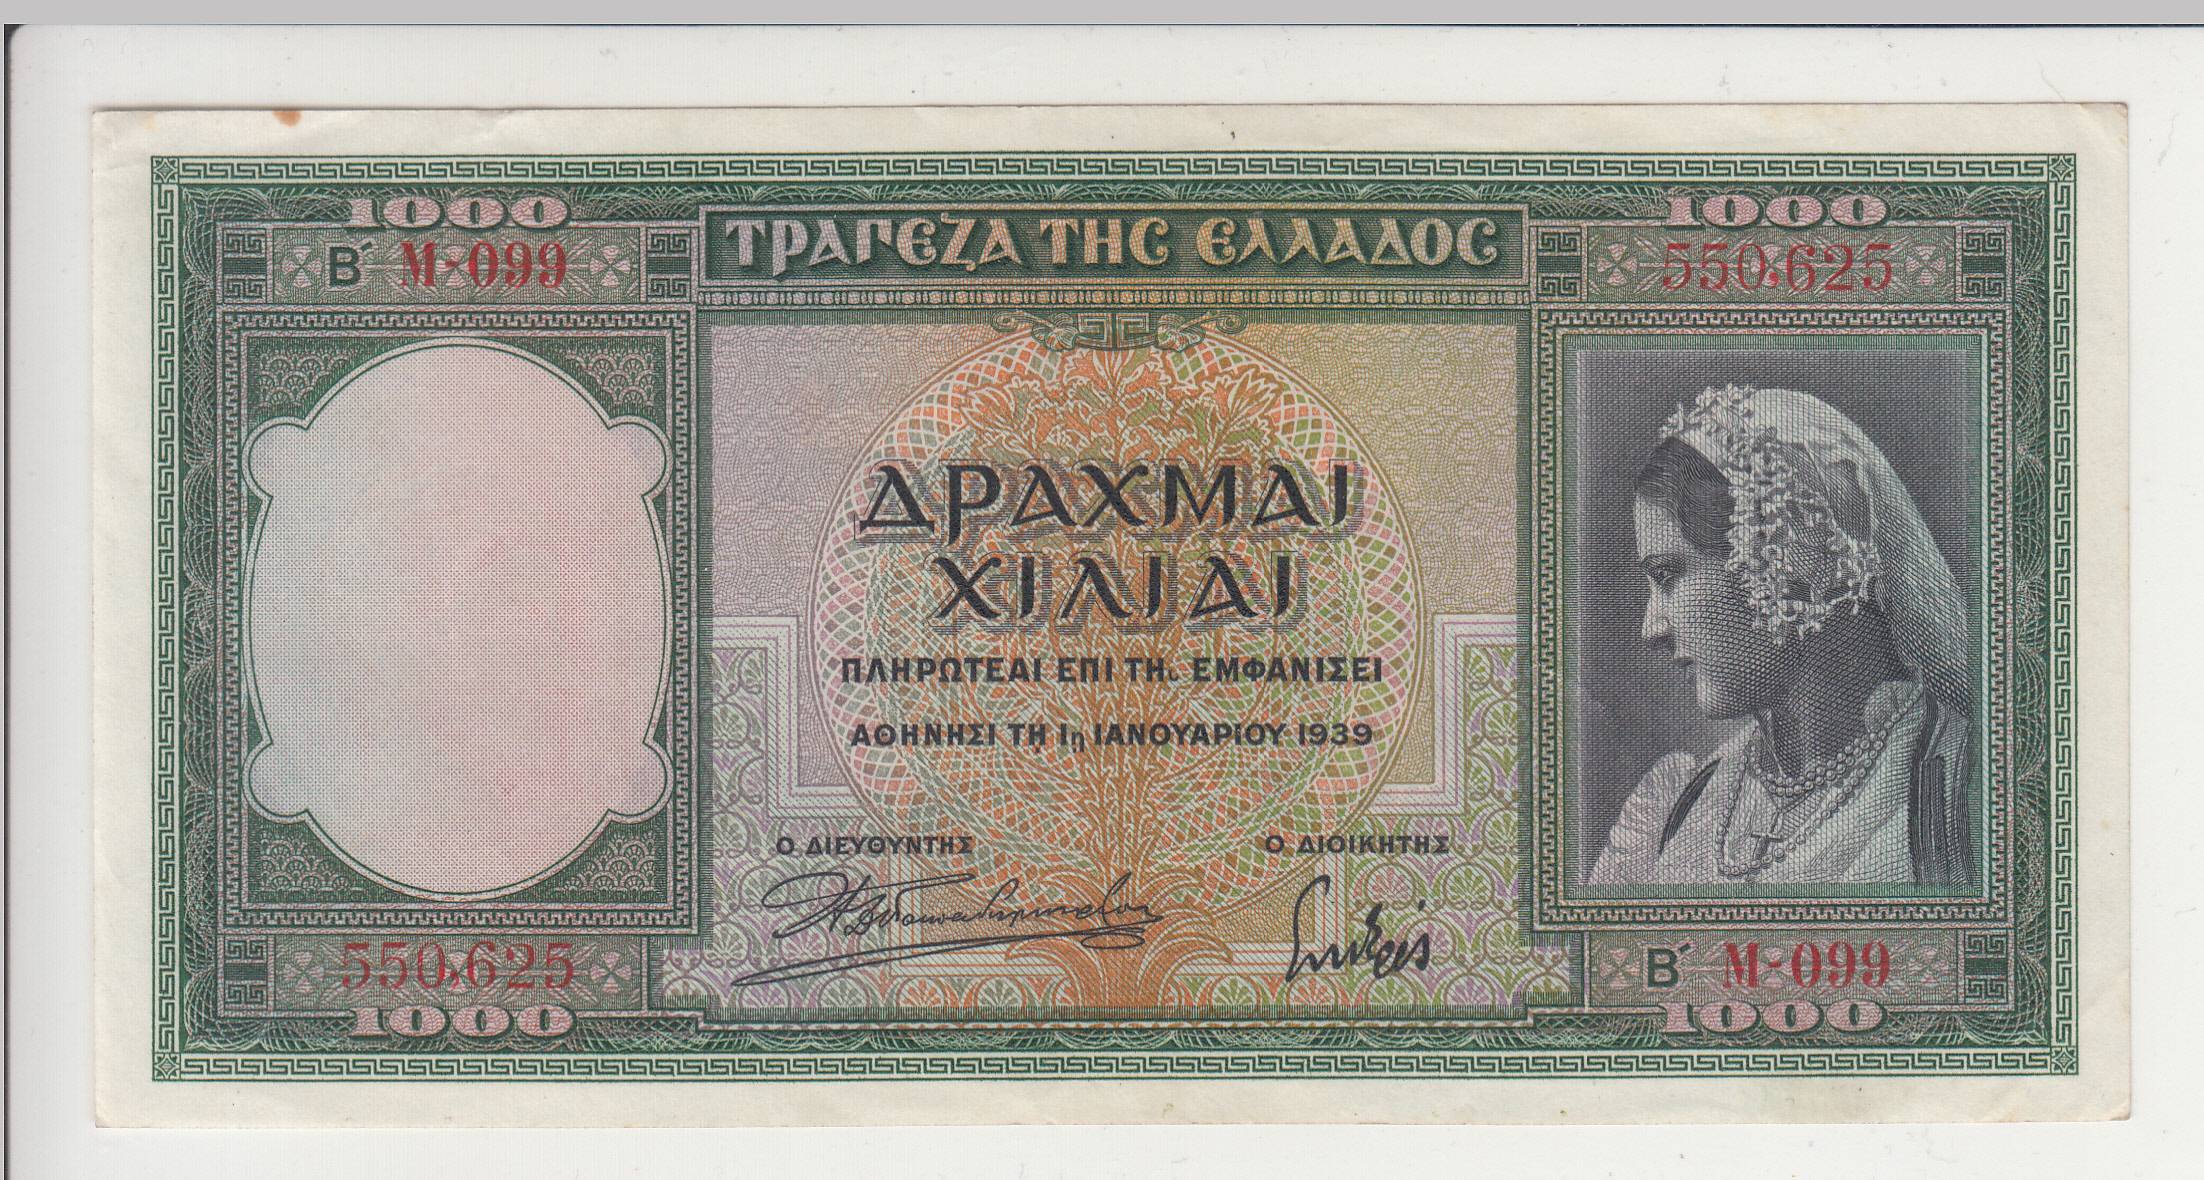 1000
1000
Β΄ Μ-099
ΤΡΑΠΕΖΑ ΤΗΣ ΕΛΛΑΔΟΣ
550,625
ΔΡΑΧΜΑΙ
ΧΙΛΙΑΙ
ΠΛΗΡΩΤΕΑΙ ΕΠΙ ΤΗι ΕΜΦΑΝΙΣΕΙ
ΑΘΗΝΗΣΙ ΤΗ 1η ΙΑΝΟΥΑΡΙΟΥ 1939
Ο ΔΙΕΥΘΥΝΤΗΣ
Ο ΔΙΟΙΚΗΤΗΣ
550,625
Β΄ Μ-099
1000
1000